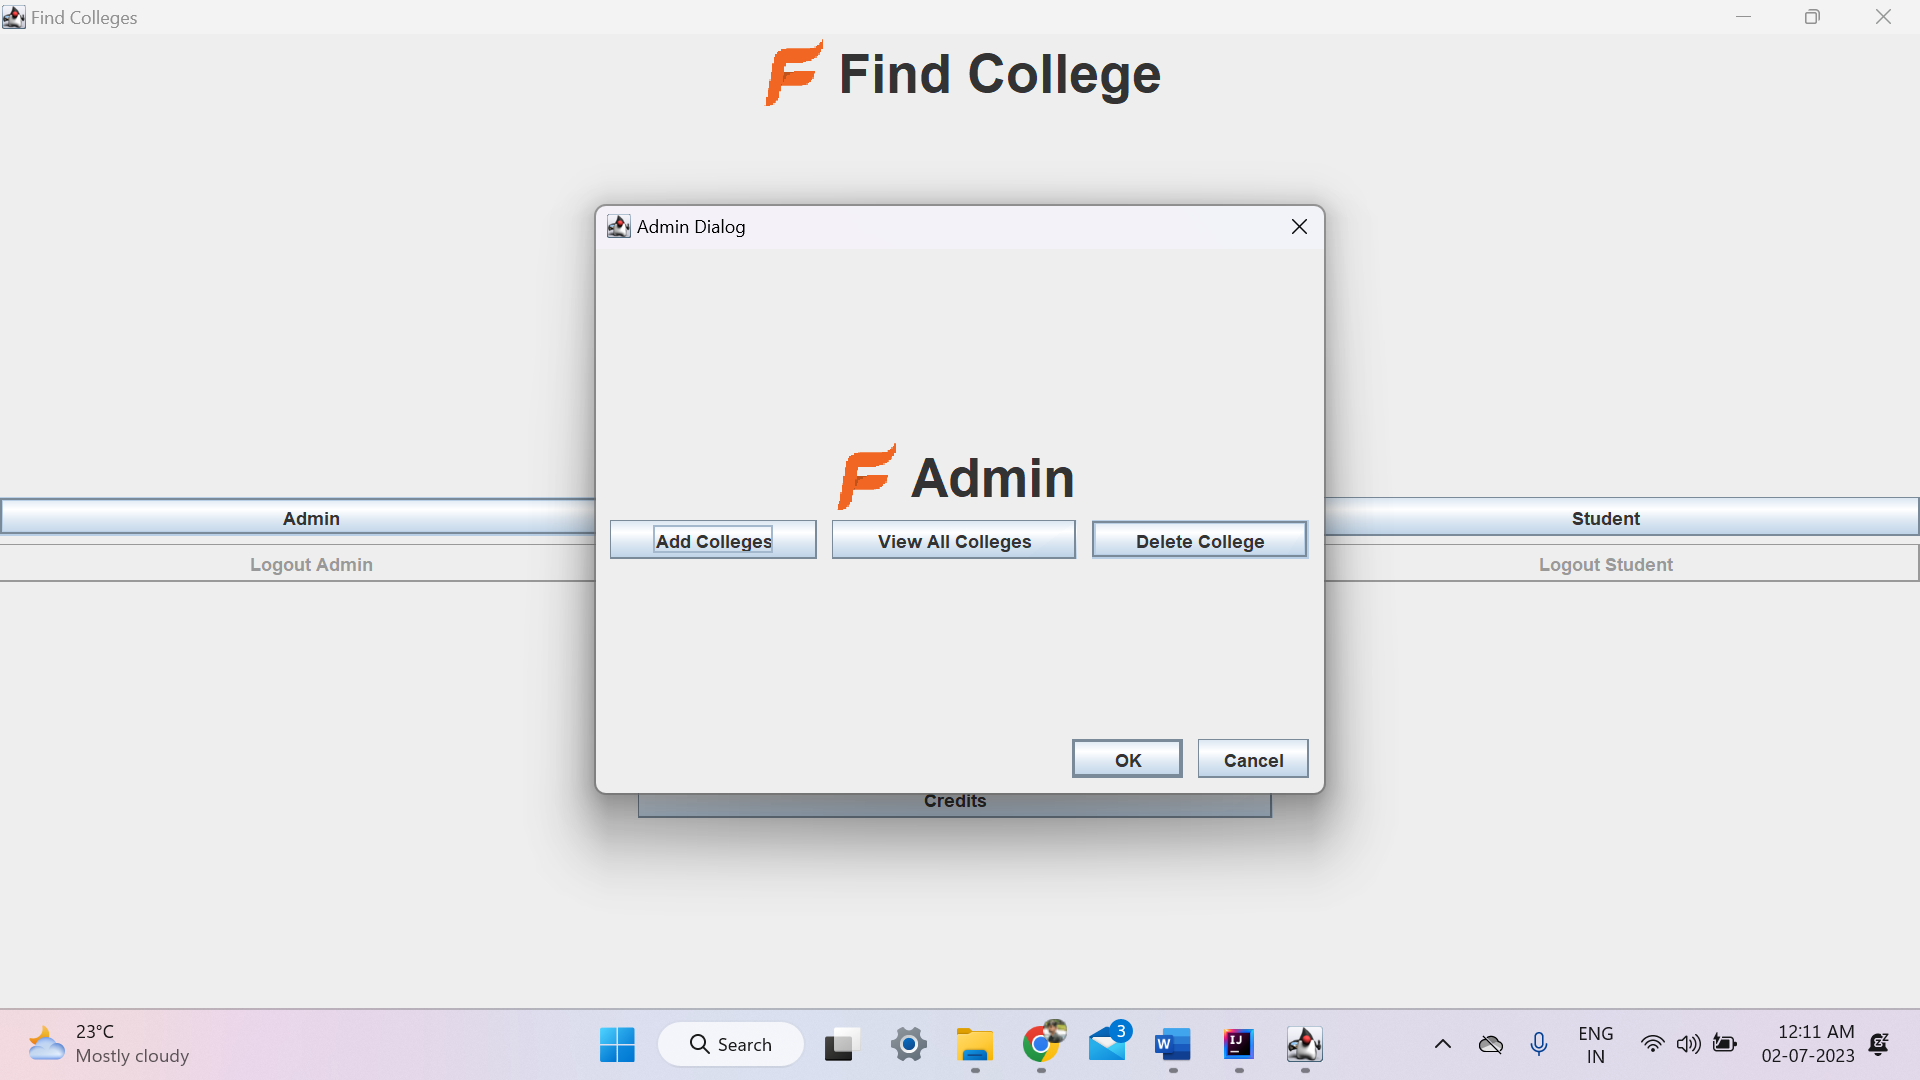 Find Colleges
Find College
Admin Dialog
Admin
Admin
Student
Add Colleges
View All Colleges
Delete College
Logout Admin
Logout Student
OK
Cancel
Credits
23°C
Mostly cloudy
Search
3
W
IJ
ENG
IN
12:11 AM
02-07-2023